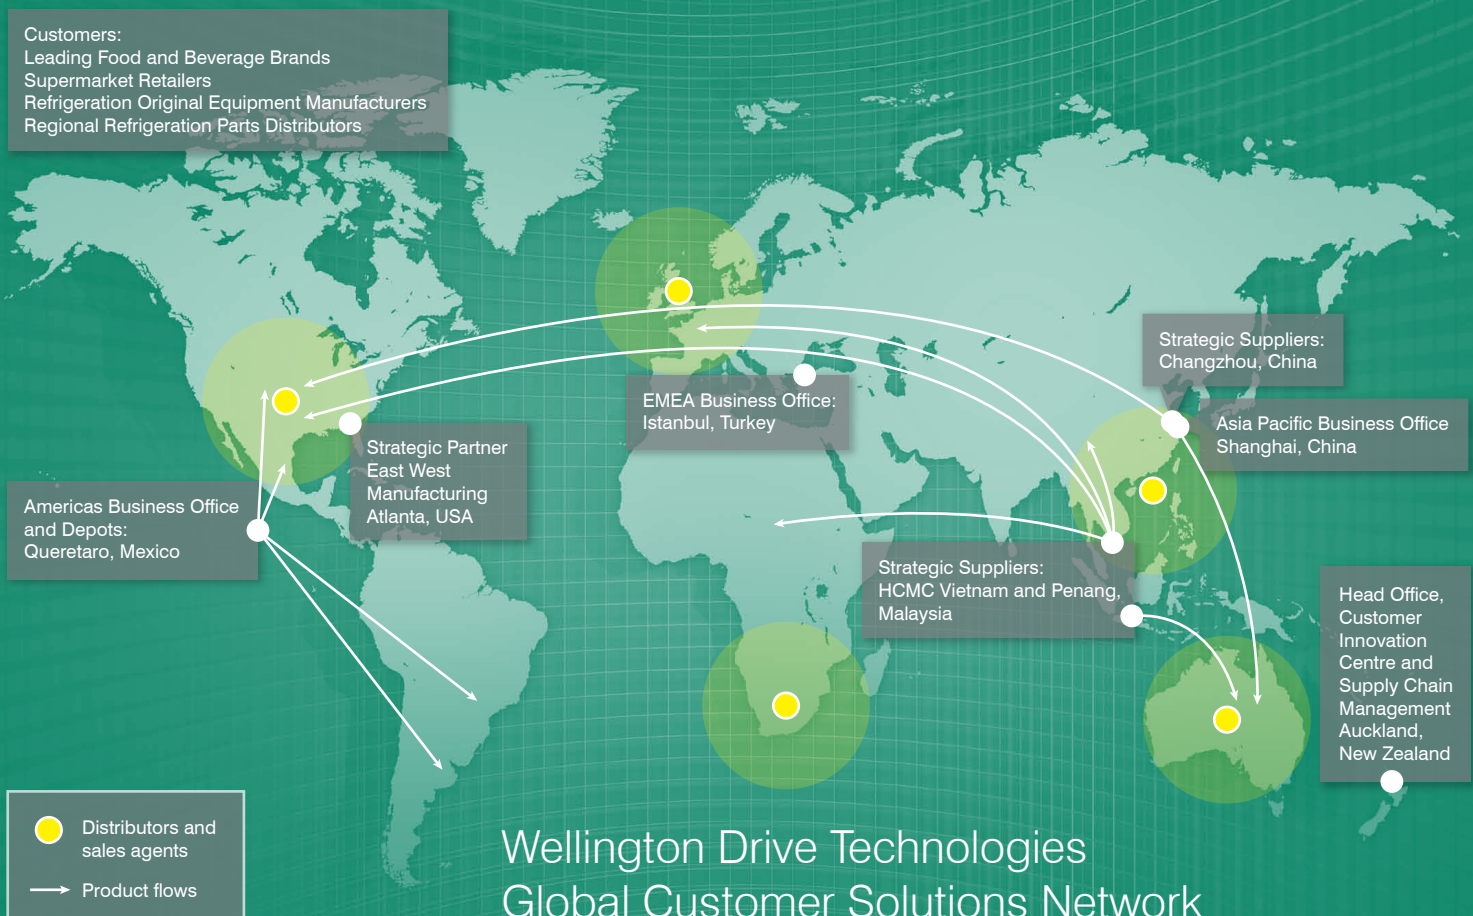 Customers:
Leading Food and Beverage Brands
Supermarket Retailers
Refrigeration Original Equipment Manufacturers
Regional Refrigeration Parts Distributors
Strategic Suppliers:
Changzhou, China
EMEA Business Office:
Istanbul, Turkey
Asia Pacific Business Office
Shanghai, China
Strategic Partner
East West
Manufacturing
Atlanta, USA
Americas Business Office
and Depots:
Queretaro, Mexico
Strategic Suppliers:
HCMC Vietnam and Penang,
Malaysia
Head Office,
Customer
Innovation
Centre and
Supply Chain
Management
Auckland,
New Zealand
Distributors and
sales agents
Product flows
Wellington Drive Technologies
Global Customer Solutions Network